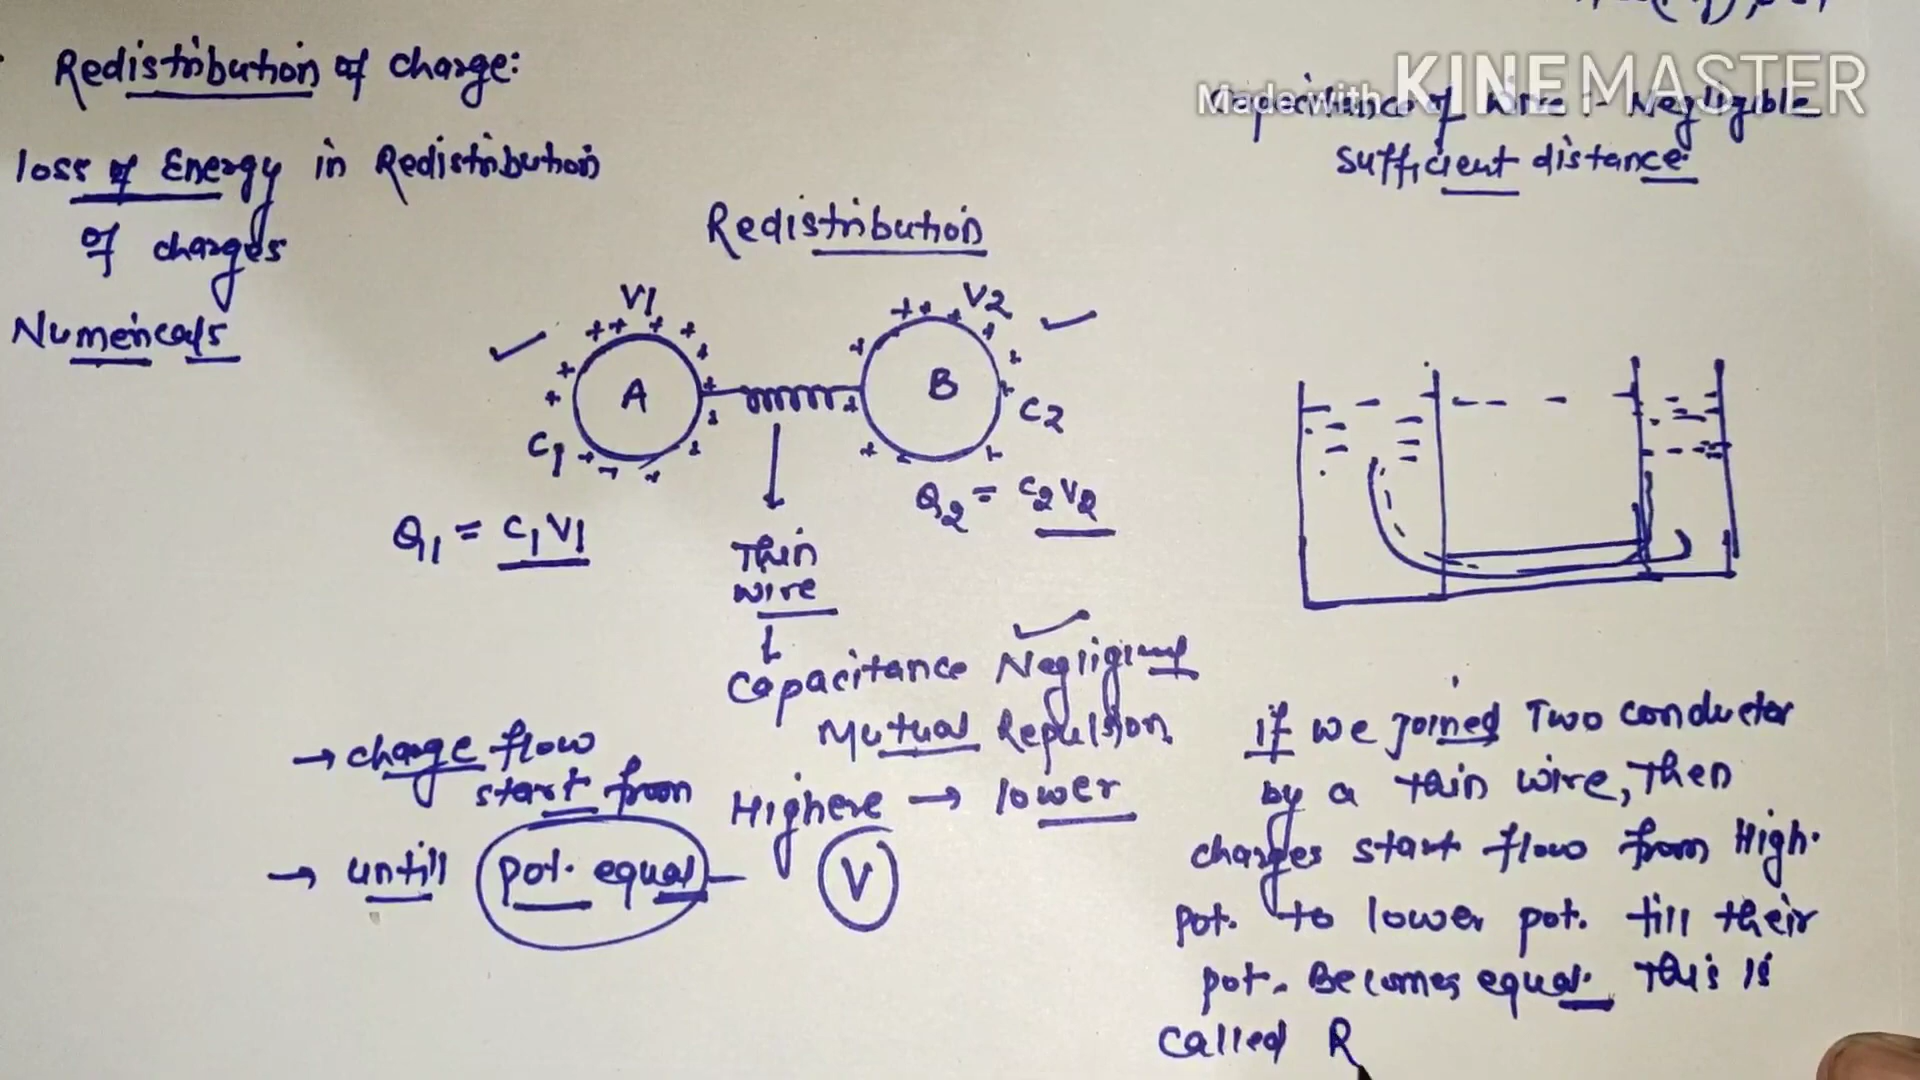 Redistribution of charge:
loss of Energy in Redistribution
of charges
Numericals
Made with KINEMASTER
Capacitance of wire :- Negligible
sufficient distance
Redistribution
V1
V2
A
B
C1
C2
Q1 = C1V1
Q2 = C2V2
Thin
wire
Capacitance
Mutual Repulsion
→ charge flow
start from Highere → lower
→ untill pot. equal - V
if we joined Two conductor
by a thin wire, Then
charges start flow from High.
pot. to lower pot. till their
pot. Becomes equal. This is
called R